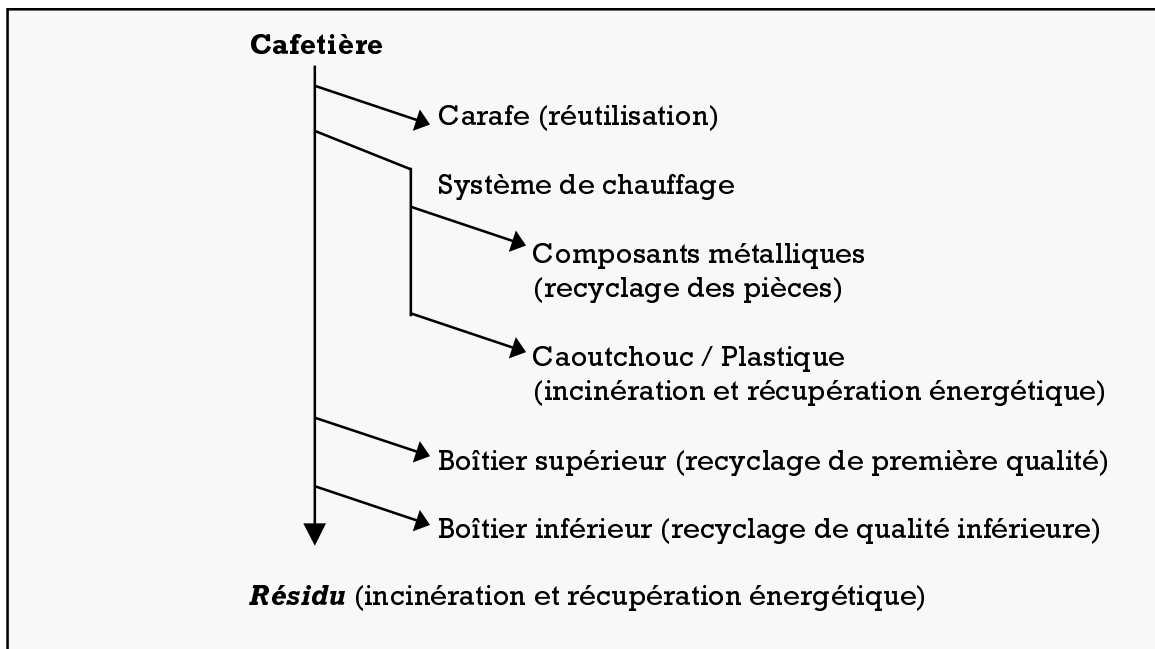 Cafetière
Carafe (réutilisation)
Système de chauffage
Composants métalliques
(recyclage des pièces)
Caoutchouc / Plastique
(incinération et récupération énergétique)
Boîtier supérieur (recyclage de première qualité)
Boîtier inférieur (recyclage de qualité inférieure)
Résidu (incinération et récupération énergétique)